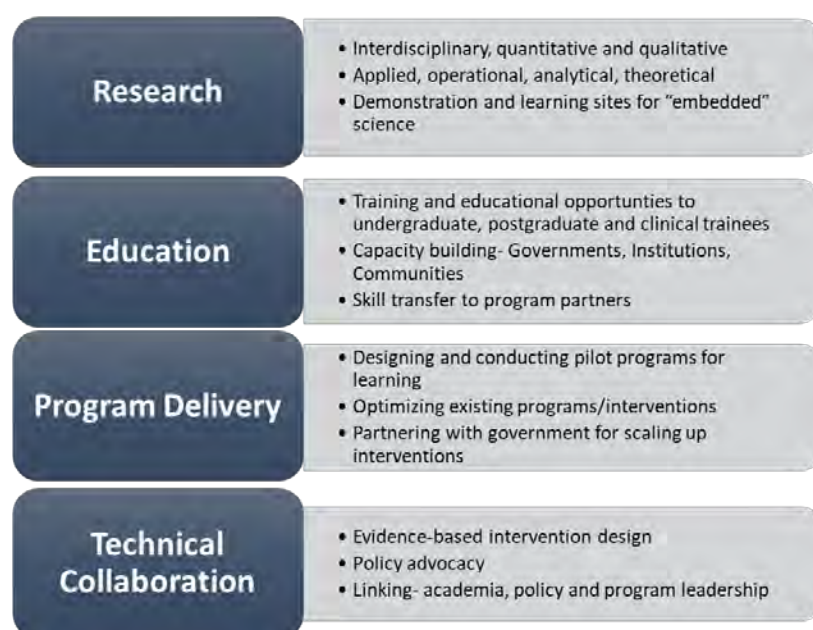 Research
• Interdisciplinary, quantitative and qualitative
• Applied, operational, analytical, theoretical
• Demonstration and learning sites for “embedded”
science
Education
• Training and educational opportunties to
undergraduate, postgraduate and clinical trainees
• Capacity building- Governments, Institutions,
Communities
• Skill transfer to program partners
Program Delivery
• Designing and conducting pilot programs for
learning
• Optimizing existing programs/interventions
• Partnering with government for scaling up
interventions
Technical
Collaboration
• Evidence-based intervention design
• Policy advocacy
• Linking- academia, policy and program leadership